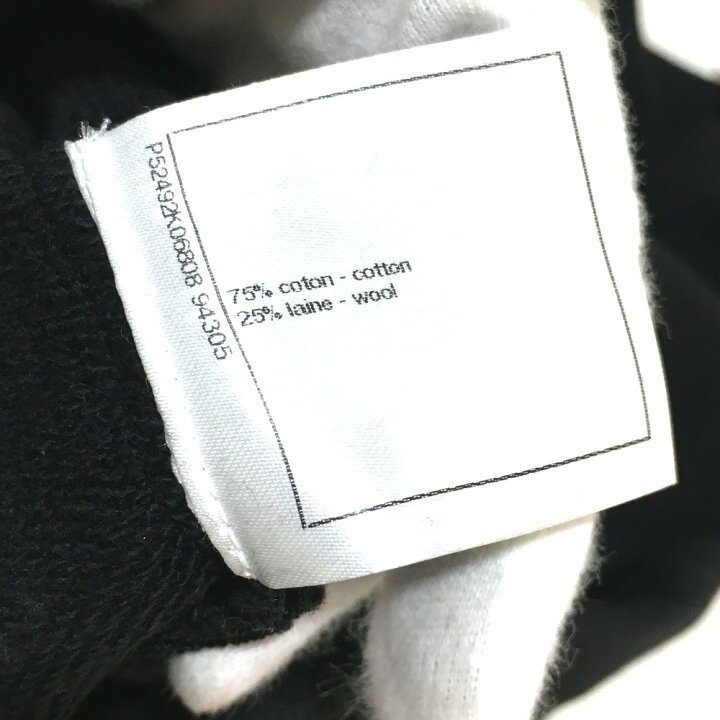 P52492K06808 94305
75% coton - cotton
25% laine - wool